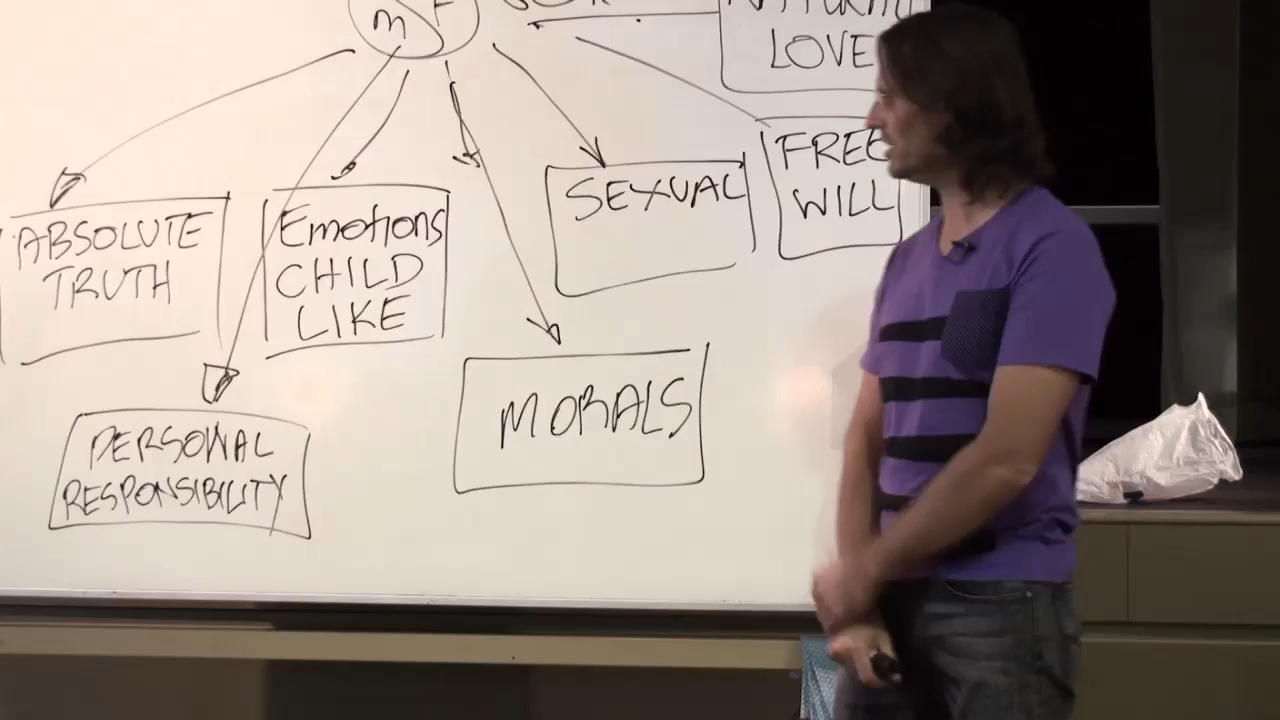 m F
LOVE
FREE
WILL
SEXUAL
ABSOLUTE
TRUTH
Emotions
CHILD
LIKE
MORALS
PERSONAL
RESPONSIBILITY